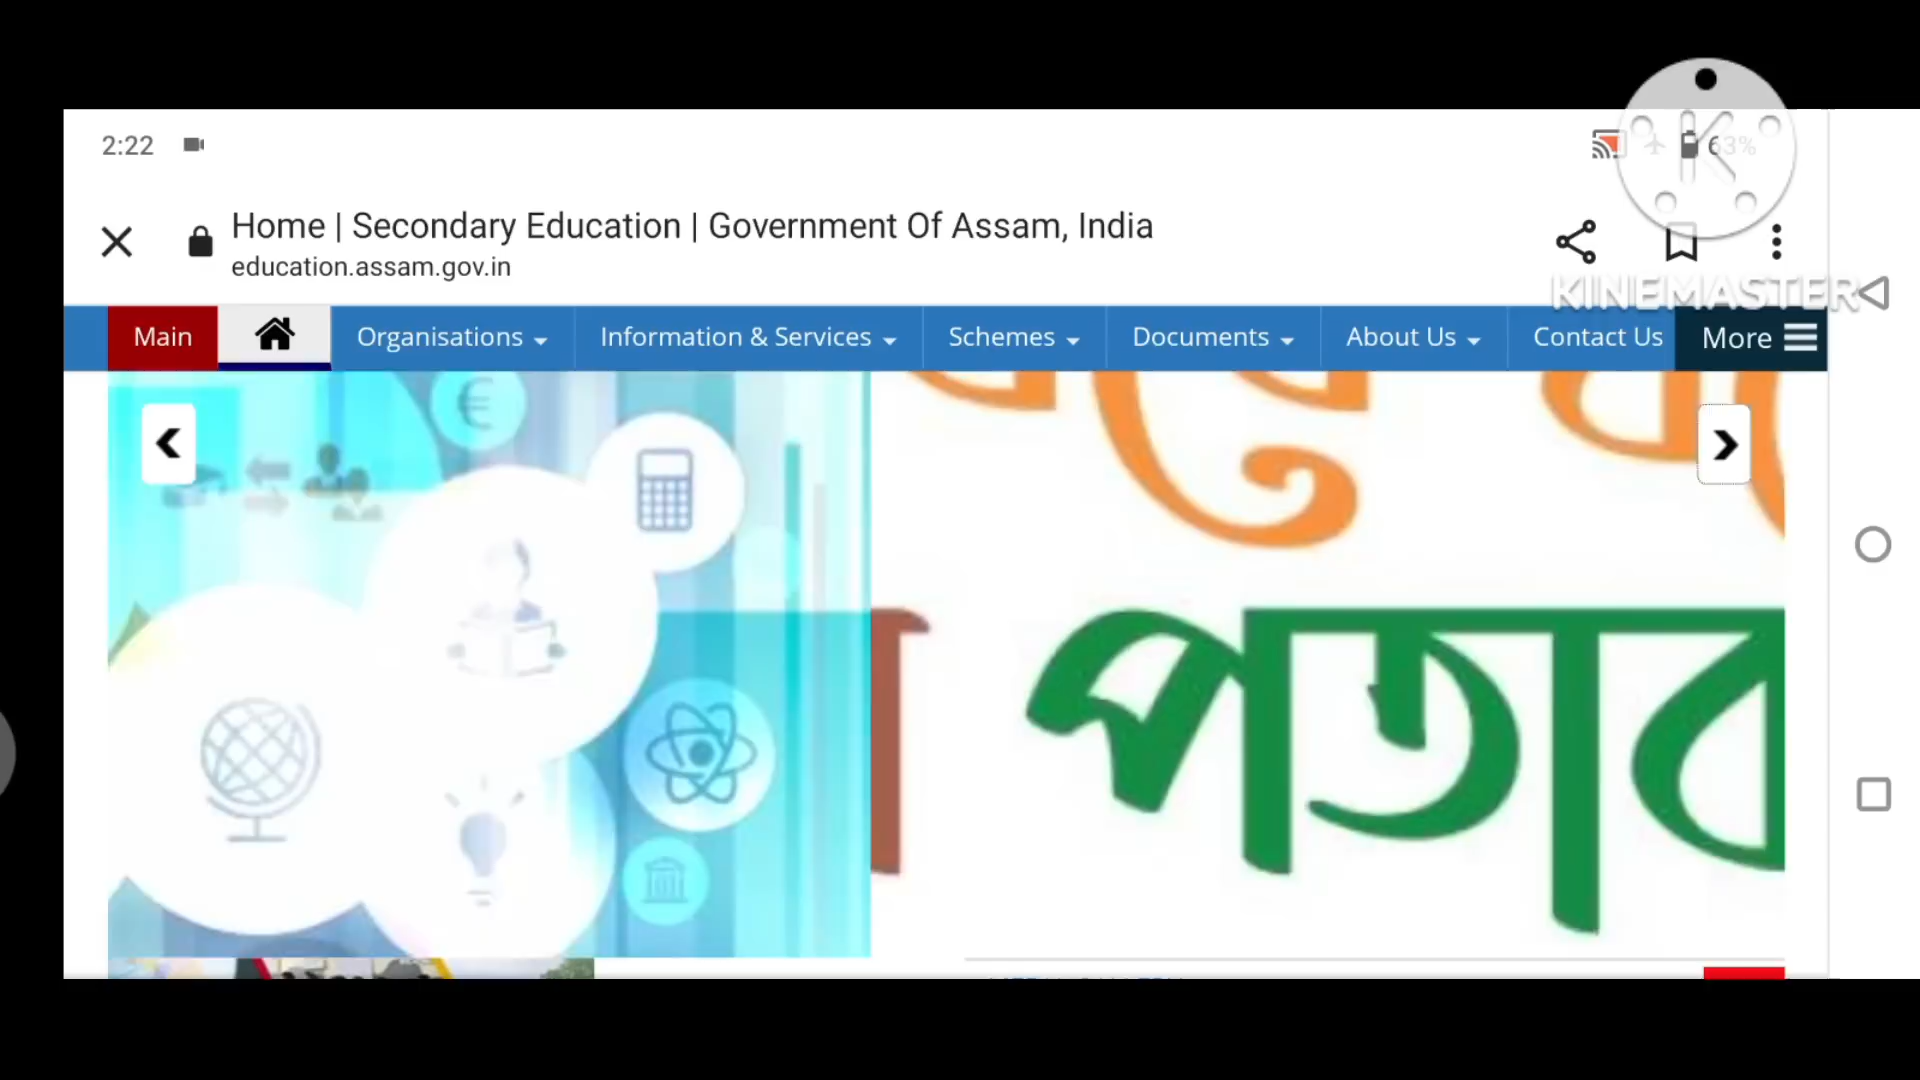 2:22
63%
Home | Secondary Education | Government Of Assam, India
education.assam.gov.in
KINEMASTER
Main
Organisations
Information & Services
Schemes
Documents
About Us
Contact Us
More